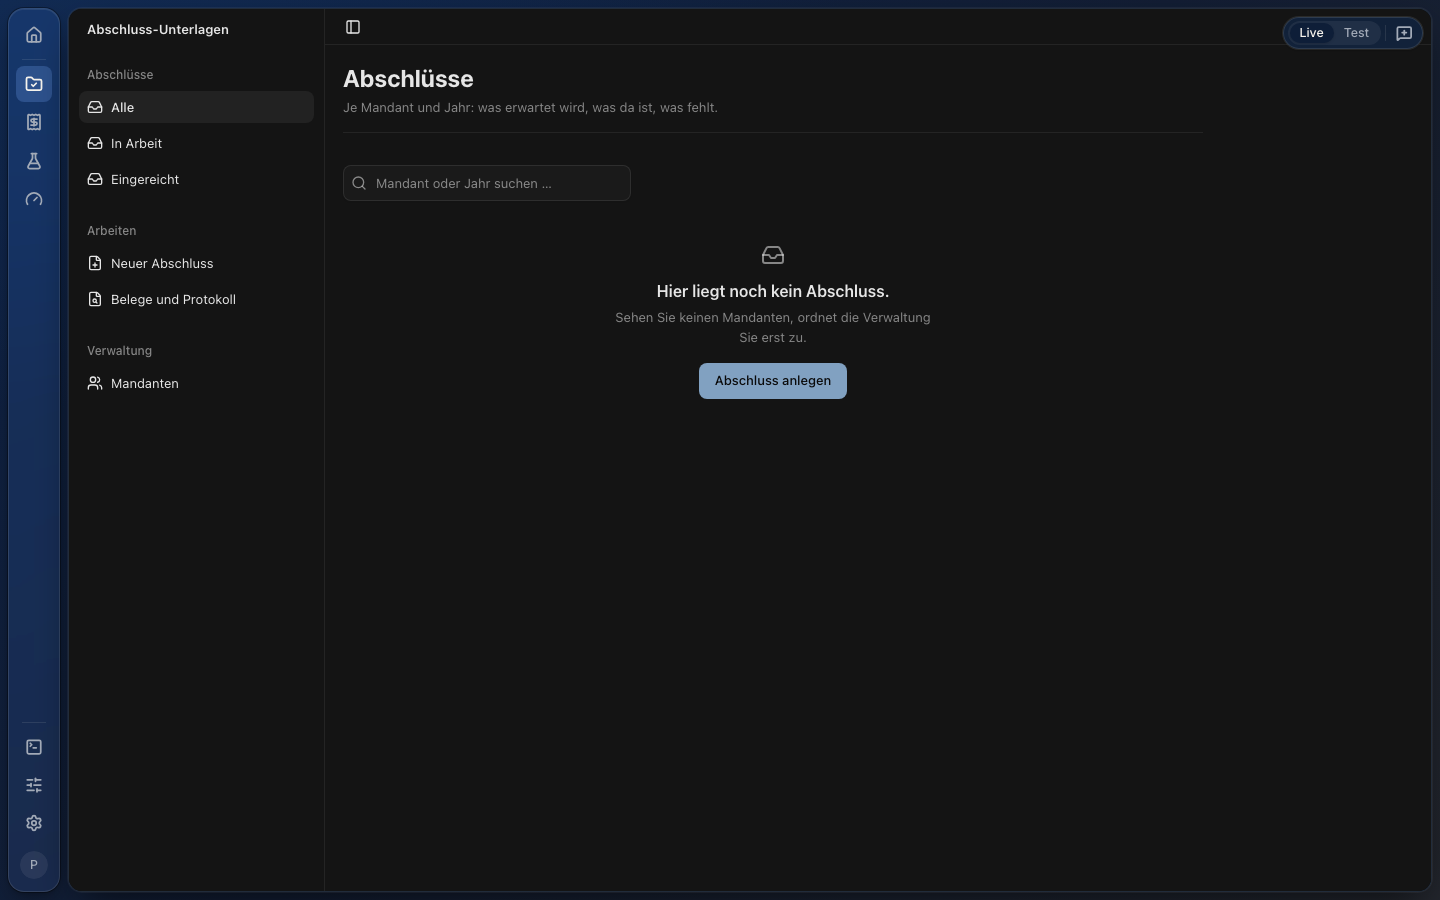 Abschluss-Unterlagen
Abschlüsse
Alle
In Arbeit
Eingereicht
Arbeiten
Neuer Abschluss
Belege und Protokoll
Verwaltung
Mandanten
P
Live
Test
Abschlüsse
Je Mandant und Jahr: was erwartet wird, was da ist, was fehlt.
Mandant oder Jahr suchen ...
Hier liegt noch kein Abschluss.
Sehen Sie keinen Mandanten, ordnet die Verwaltung
Sie erst zu.
Abschluss anlegen